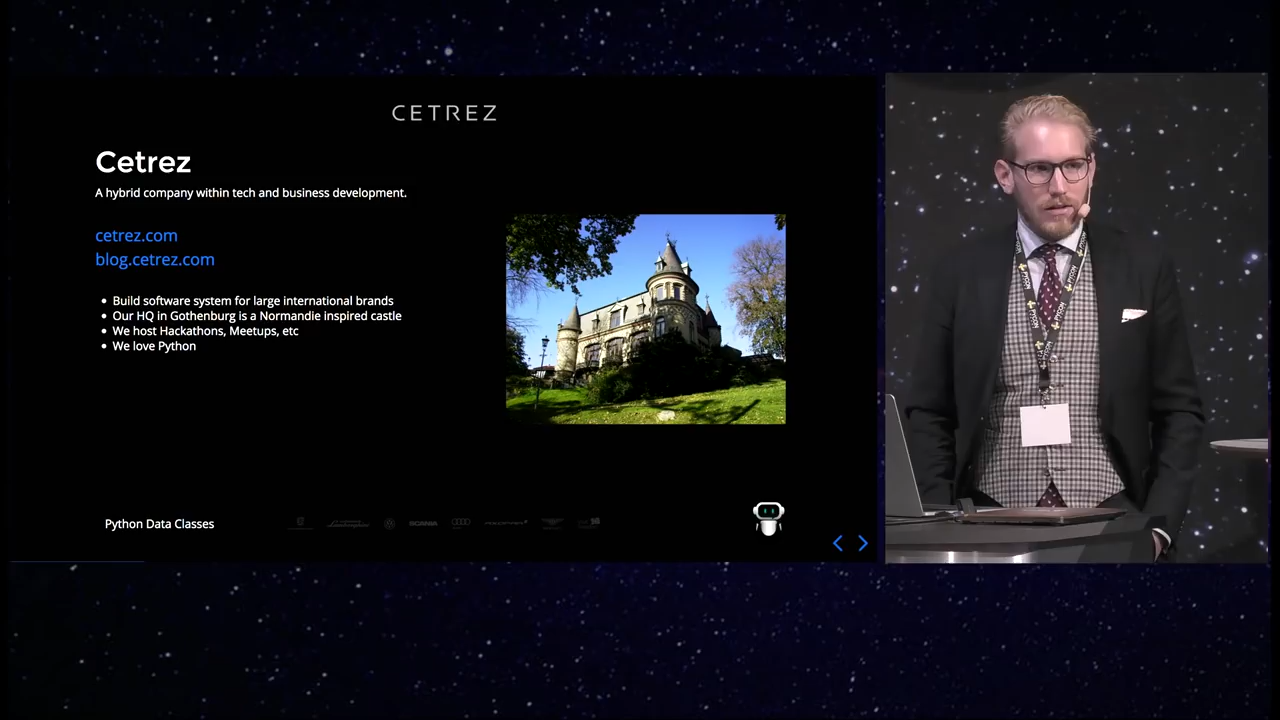 CETREZ
Cetrez
A hybrid company within tech and business development.
cetrez.com
blog.cetrez.com
Build software system for large international brands
Our HQ in Gothenburg is a Normandie inspired castle
We host Hackathons, Meetups, etc
We love Python
Python Data Classes
SCANIA
PYCON